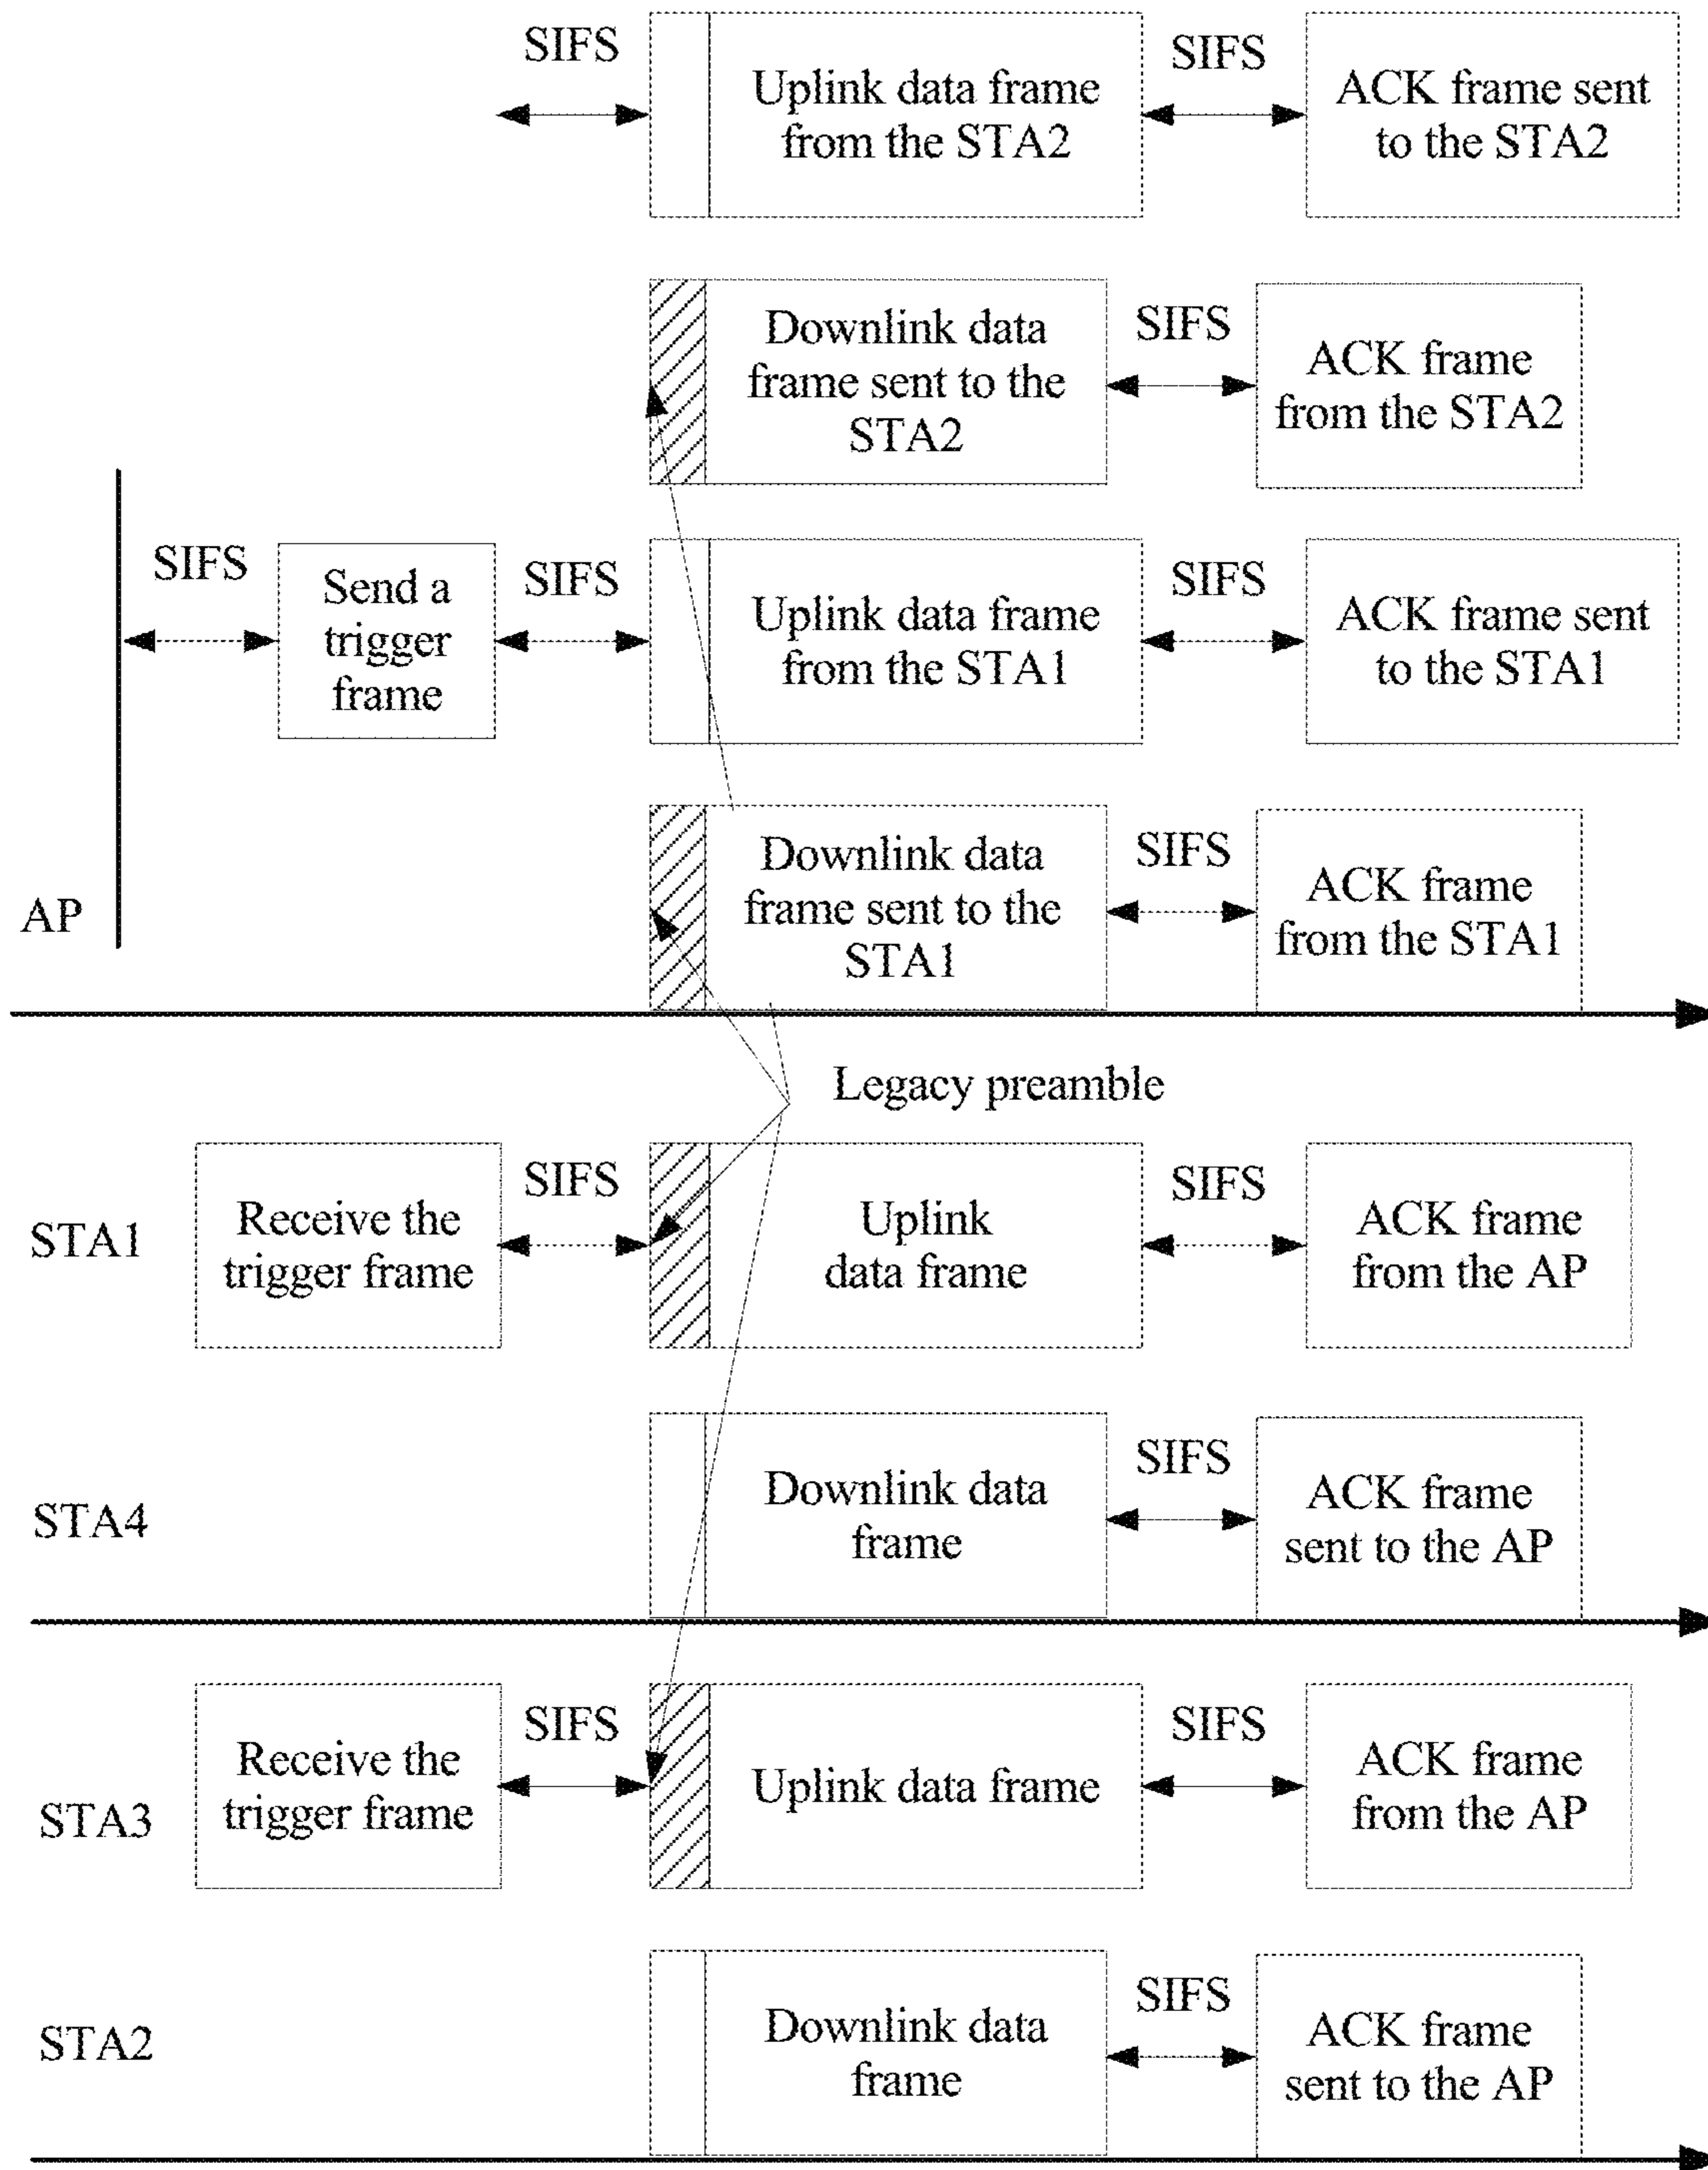 SIFS
Uplink data frame
from the STA2
SIFS
ACK frame sent
to the STA2
Downlink data
frame sent to the
STA2
SIFS
ACK frame
from the STA2
SIFS
Send a
trigger
frame
SIFS
Uplink data frame
from the STA1
SIFS
ACK frame sent
to the STA1
AP
Downlink data
frame sent to the
STA1
SIFS
ACK frame
from the STA1
Legacy preamble
STA1
Receive the
trigger frame
SIFS
Uplink
data frame
SIFS
ACK frame
from the AP
STA4
Downlink data
frame
SIFS
ACK frame
sent to the AP
STA3
Receive the
trigger frame
SIFS
Uplink data frame
SIFS
ACK frame
from the AP
STA2
Downlink data
frame
SIFS
ACK frame
sent to the AP